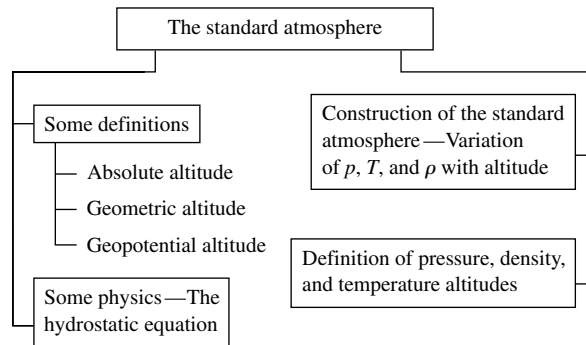 The standard atmosphere
Some definitions
Absolute altitude
Geometric altitude
Geopotential altitude
Some physics—The
hydrostatic equation
Construction of the standard
atmosphere—Variation
of p, T, and ρ with altitude
Definition of pressure, density,
and temperature altitudes